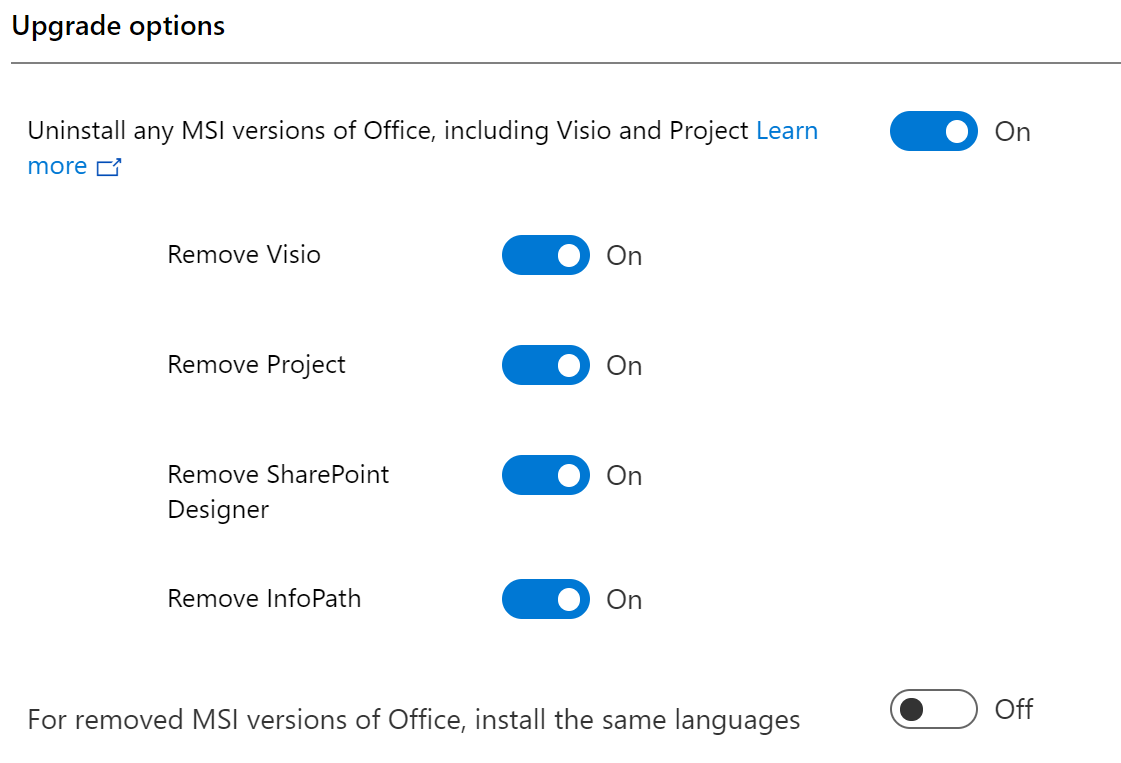 Upgrade options
Uninstall any MSI versions of Office, including Visio and Project Learn
more
On
Remove Visio
On
Remove Project
On
Remove SharePoint
Designer
On
Remove InfoPath
On
For removed MSI versions of Office, install the same languages
Off